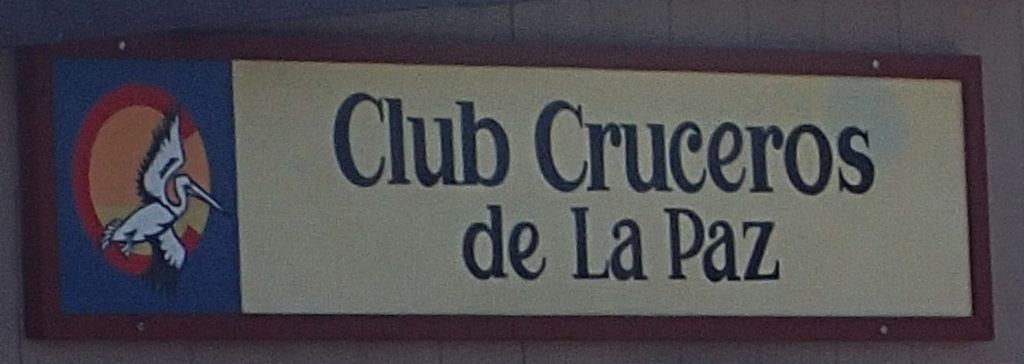 Club Cruceros
de La Paz